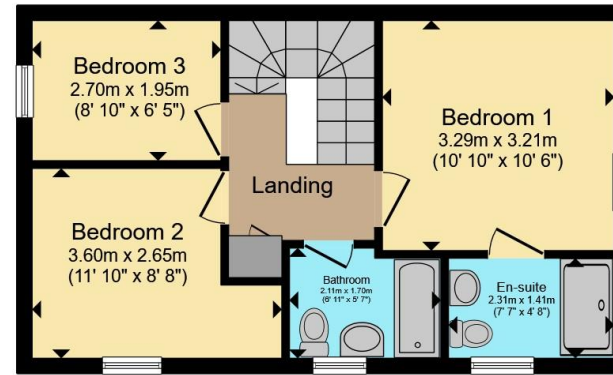 Bedroom 3
2.70m x 1.95m
(8' 10" x 6' 5")
Bedroom 1
3.29m x 3.21m
(10' 10" x 10' 6")
Landing
Bedroom 2
3.60m x 2.65m
(11' 10" x 8' 8")
Bathroom
2.11m x 1.70m
(6' 11" x 5' 7")
En-suite
2.31m x 1.41m
(7' 7" x 4' 8")